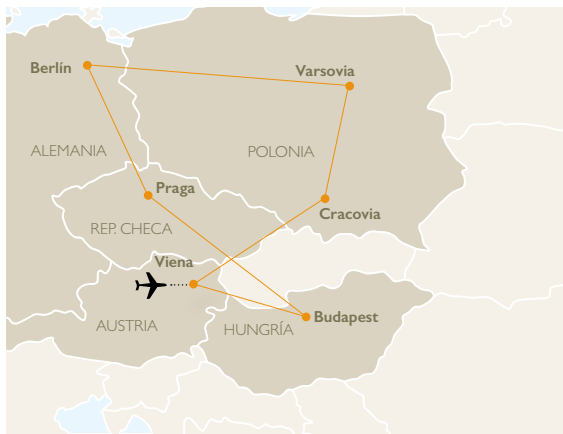 Berlín
Varsovia
ALEMANIA
POLONIA
Praga
Cracovia
REP. CHECA
Viena
AUSTRIA
HUNGRÍA
Budapest